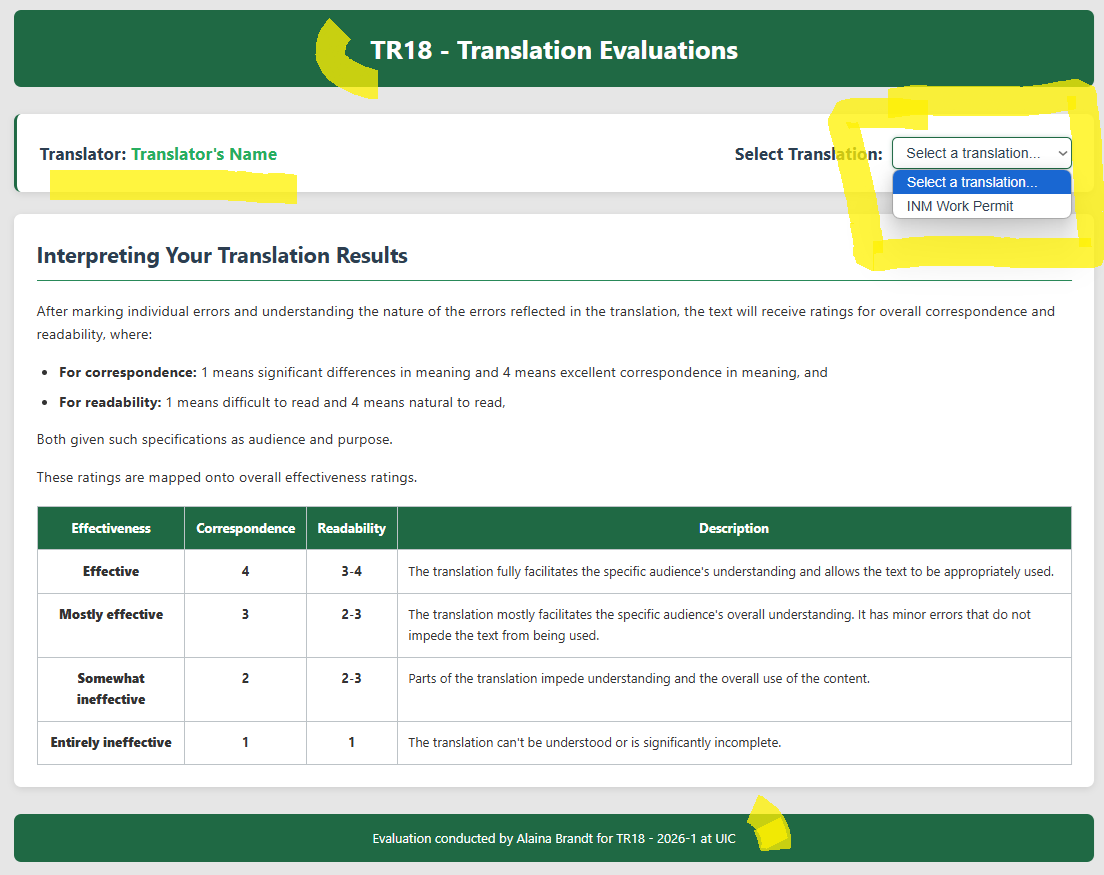 TR18 - Translation Evaluations
Translator: Translator's Name
Select Translation:
Select a translation...
Select a translation...
INM Work Permit
Interpreting Your Translation Results
After marking individual errors and understanding the nature of the errors reflected in the translation, the text will receive ratings for overall correspondence and
readability, where:
• For correspondence: 1 means significant differences in meaning and 4 means excellent correspondence in meaning, and
• For readability: 1 means difficult to read and 4 means natural to read,
Both given such specifications as audience and purpose.
These ratings are mapped onto overall effectiveness ratings.
Effectiveness Correspondence Readability Description
Effective 4 3-4 The translation fully facilitates the specific audience's understanding and allows the text to be appropriately used.
Mostly effective 3 2-3 The translation mostly facilitates the specific audience's overall understanding. It has minor errors that do not
impede the text from being used.
Somewhat 2 2-3 Parts of the translation impede understanding and the overall use of the content.
ineffective
Entirely ineffective 1 1 The translation can't be understood or is significantly incomplete.
Evaluation conducted by Alaina Brandt for TR18 - 2026-1 at UIC